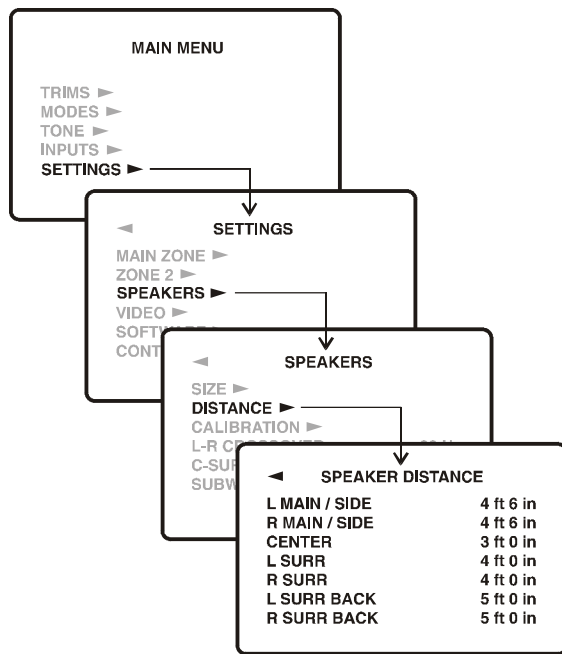 MAIN MENU
TRIMS ►
MODES ►
TONE ►
INPUTS ►
SETTINGS ►
◄ SETTINGS
MAIN ZONE ►
ZONE 2 ►
SPEAKERS ►
VIDEO ►
◄ SPEAKERS
SIZE ►
DISTANCE ►
CALIBRATION ►
L-R CROSSOVER
◄ SPEAKER DISTANCE
L MAIN / SIDE 4 ft 6 in
R MAIN / SIDE 4 ft 6 in
CENTER 3 ft 0 in
L SURR 4 ft 0 in
R SURR 4 ft 0 in
L SURR BACK 5 ft 0 in
R SURR BACK 5 ft 0 in